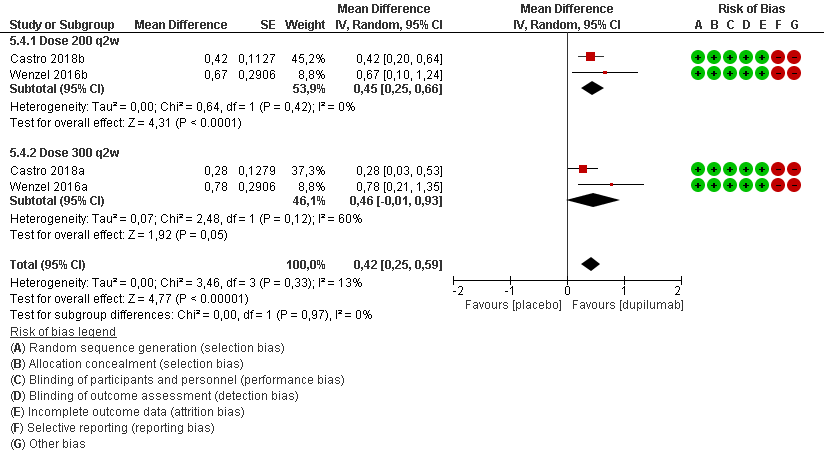 Mean Difference Mean Difference Risk of Bias
Study or Subgroup Mean Difference SE Weight IV, Random, 95% CI IV, Random, 95% CI A B C D E F G
5.4.1 Dose 200 q2w
Castro 2018b 0,42 0,1127 45,2% 0,42 [0,20, 0,64]
Wenzel 2016b 0,67 0,2906 8,8% 0,67 [0,10, 1,24]
Subtotal (95% CI) 53,9% 0,45 [0,25, 0,66]
Heterogeneity: Tau² = 0,00; Chi² = 0,64, df = 1 (P = 0,42); I² = 0%
Test for overall effect: Z = 4,31 (P < 0.0001)
5.4.2 Dose 300 q2w
Castro 2018a 0,28 0,1279 37,3% 0,28 [0,03, 0,53]
Wenzel 2016a 0,78 0,2906 8,8% 0,78 [0,21, 1,35]
Subtotal (95% CI) 46,1% 0,46 [-0,01, 0,93]
Heterogeneity: Tau² = 0,07; Chi² = 2,48, df = 1 (P = 0,12); I² = 60%
Test for overall effect: Z = 1,92 (P = 0,05)
Total (95% CI) 100,0% 0,42 [0,25, 0,59]
Heterogeneity: Tau² = 0,00; Chi² = 3,46, df = 3 (P = 0,33); I² = 13%
Test for overall effect: Z = 4,77 (P < 0.00001)
Test for subgroup differences: Chi² = 0,00, df = 1 (P = 0,97), I² = 0%
-2 -1 0 1 2
Favours [placebo] Favours [dupilumab]
Risk of bias legend
(A) Random sequence generation (selection bias)
(B) Allocation concealment (selection bias)
(C) Blinding of participants and personnel (performance bias)
(D) Blinding of outcome assessment (detection bias)
(E) Incomplete outcome data (attrition bias)
(F) Selective reporting (reporting bias)
(G) Other bias